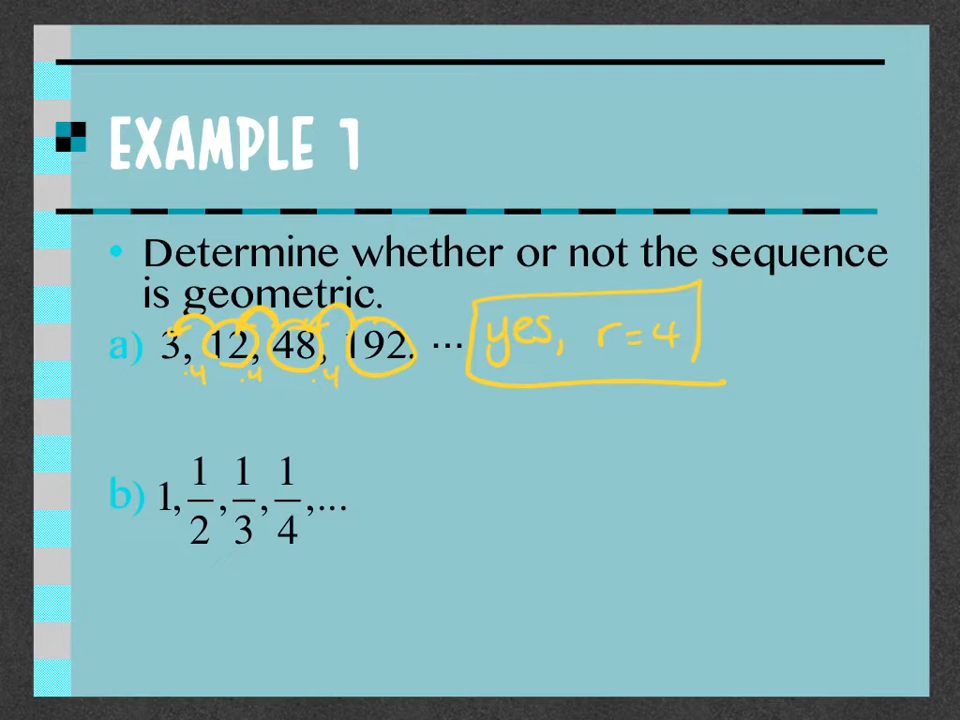 EXAMPLE 1
• Determine whether or not the sequence
is geometric.
a) 3, 12, 48, 192. ... yes, r=4
·4 ·4 ·4
b) 1, 1/2, 1/3, 1/4, ...